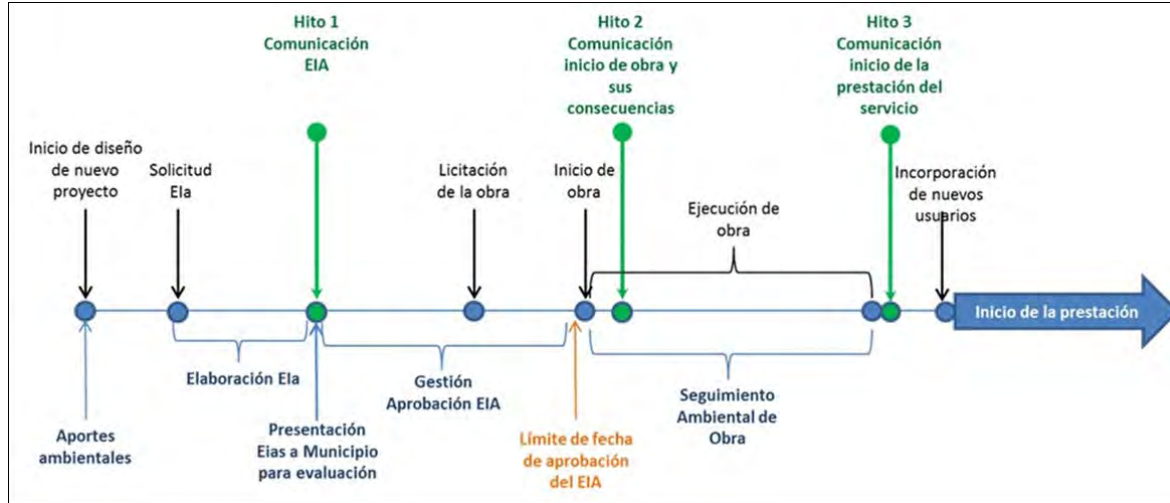 Hito 1
Comunicación
EIA
Hito 2
Comunicación
inicio de obra y
sus
consecuencias
Hito 3
Comunicación
inicio de la
prestación del
servicio
Inicio de diseño
de nuevo
proyecto
Solicitud
EIa
Licitación
de la obra
Inicio de
obra
Ejecución de
obra
Incorporación
de nuevos
usuarios
Inicio de la prestación
Elaboración EIa
Gestión
Aprobación EIA
Seguimiento
Ambiental de
Obra
Aportes
ambientales
Presentación
Eias a Municipio
para evaluación
Límite de fecha
de aprobación
del EIA